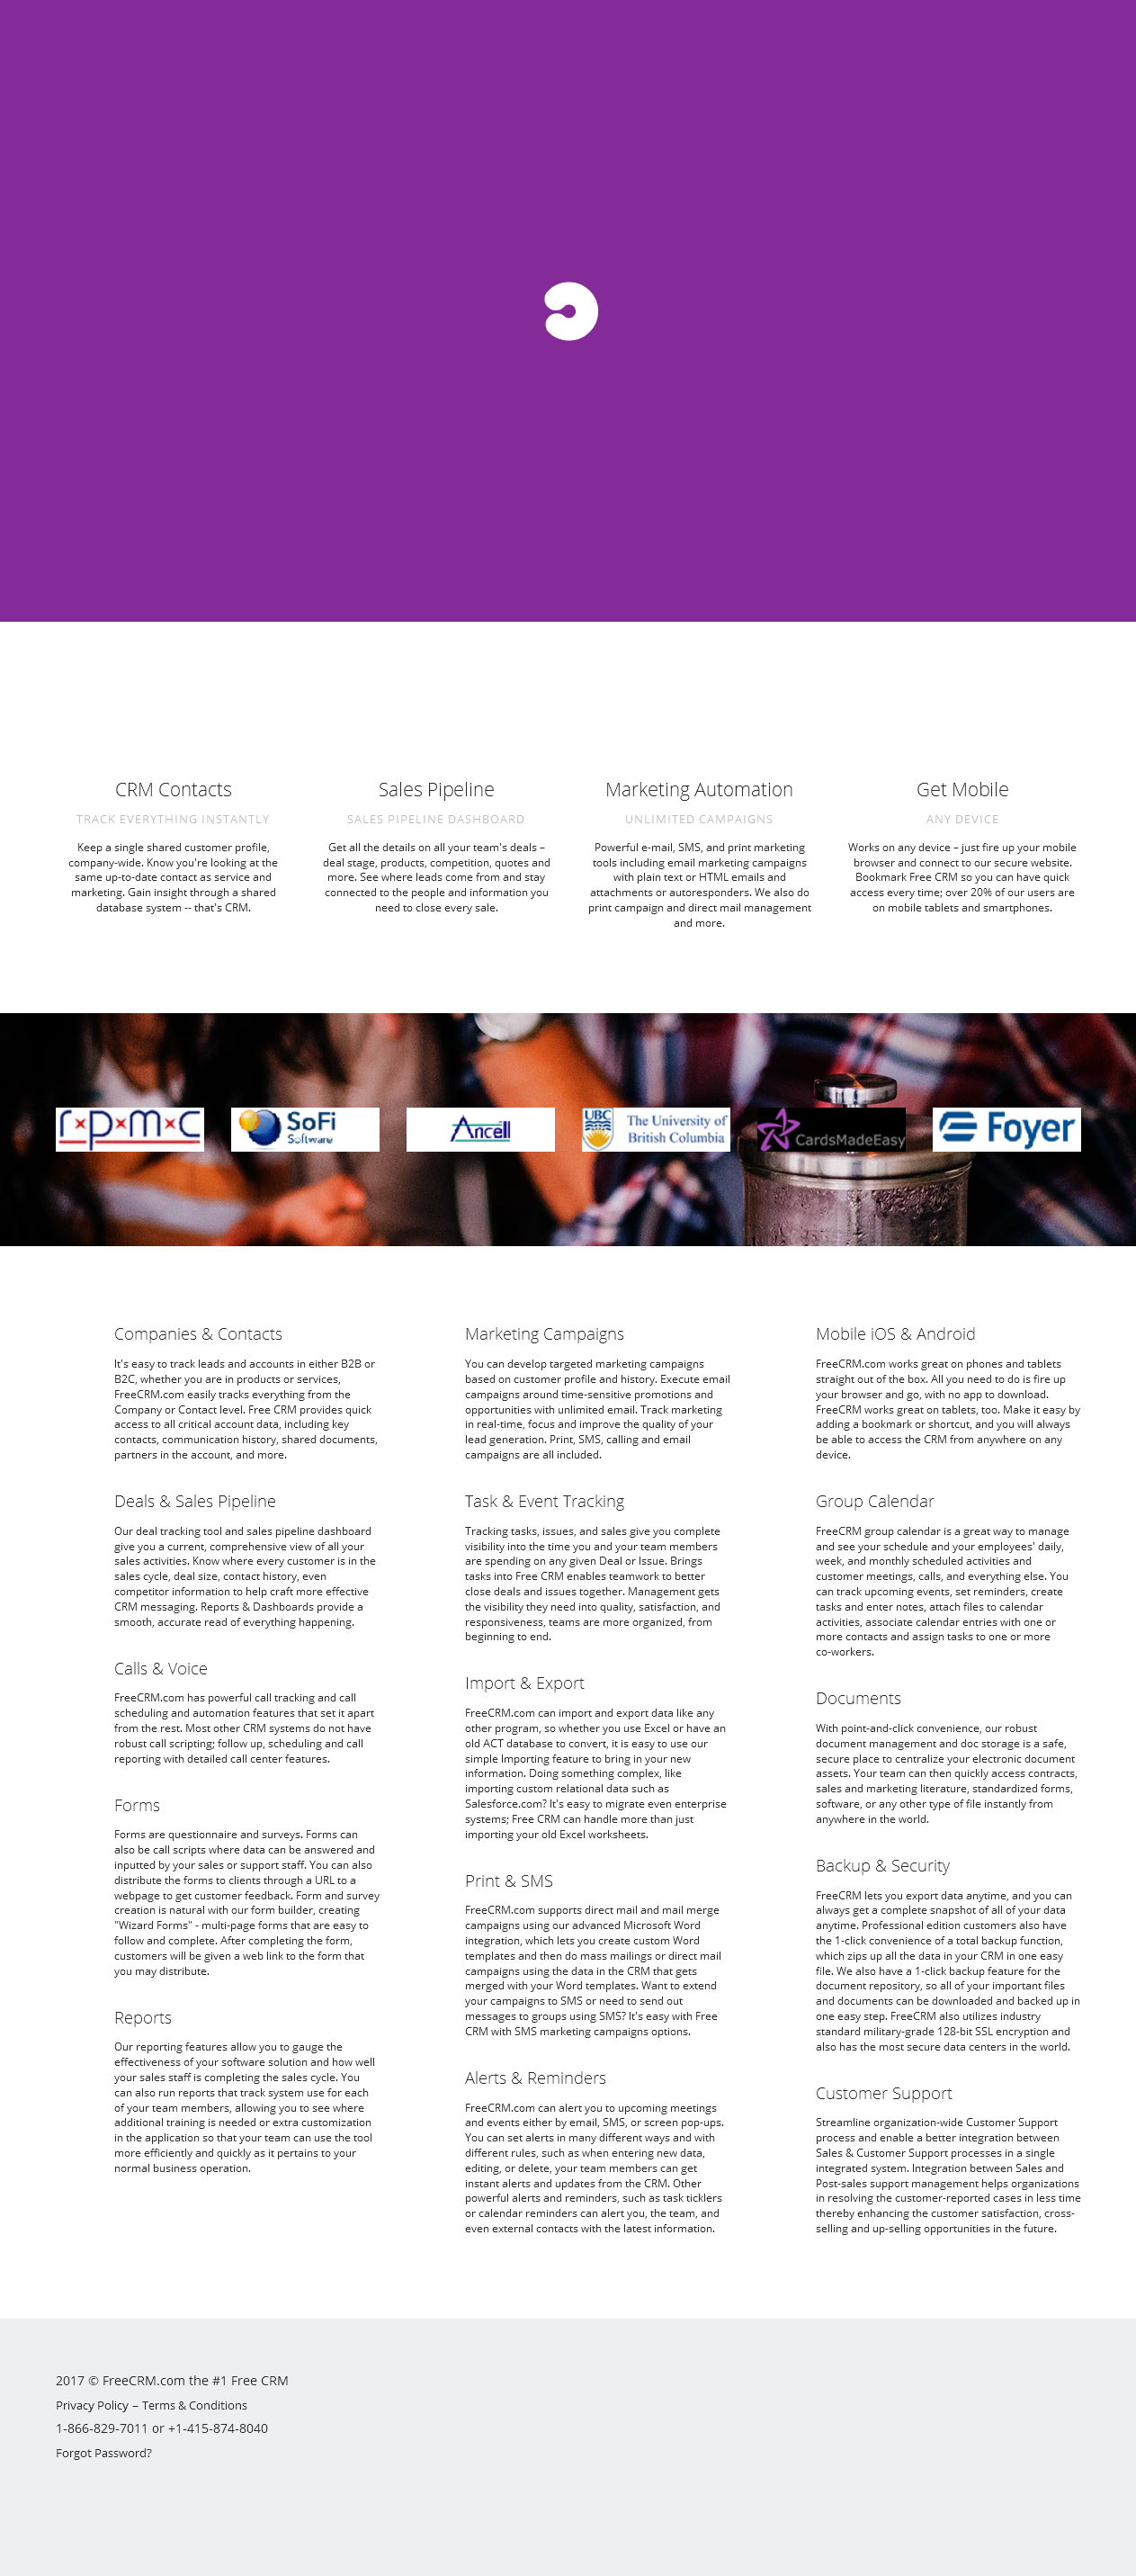 CRM Contacts
TRACK EVERYTHING INSTANTLY
Keep a single shared customer profile,
company-wide. Know you're looking at the
same up-to-date contact as service and
marketing. Gain insight through a shared
database system -- that's CRM.
Sales Pipeline
SALES PIPELINE DASHBOARD
Get all the details on all your team's deals –
deal stage, products, competition, quotes and
more. See where leads come from and stay
connected to the people and information you
need to close every sale.
Marketing Automation
UNLIMITED CAMPAIGNS
Powerful e-mail, SMS, and print marketing
tools including email marketing campaigns
with plain text or HTML emails and
attachments or autoresponders. We also do
print campaign and direct mail management
and more.
Get Mobile
ANY DEVICE
Works on any device – just fire up your mobile
browser and connect to our secure website.
Bookmark Free CRM so you can have quick
access every time; over 20% of our users are
on mobile tablets and smartphones.
r×p×m×c
SoFi
Software
Ancell
UBC
The University of
British Columbia
CardsMadeEasy
Foyer
Companies & Contacts
It's easy to track leads and accounts in either B2B or
B2C, whether you are in products or services,
FreeCRM.com easily tracks everything from the
Company or Contact level. Free CRM provides quick
access to all critical account data, including key
contacts, communication history, shared documents,
partners in the account, and more.
Deals & Sales Pipeline
Our deal tracking tool and sales pipeline dashboard
give you a current, comprehensive view of all your
sales activities. Know where every customer is in the
sales cycle, deal size, contact history, even
competitor information to help craft more effective
CRM messaging. Reports & Dashboards provide a
smooth, accurate read of everything happening.
Calls & Voice
FreeCRM.com has powerful call tracking and call
scheduling and automation features that set it apart
from the rest. Most other CRM systems do not have
robust call scripting; follow up, scheduling and call
reporting with detailed call center features.
Forms
Forms are questionnaire and surveys. Forms can
also be call scripts where data can be answered and
inputted by your sales or support staff. You can also
distribute the forms to clients through a URL to a
webpage to get customer feedback. Form and survey
creation is natural with our form builder, creating
"Wizard Forms" - multi-page forms that are easy to
follow and complete. After completing the form,
customers will be given a web link to the form that
you may distribute.
Reports
Our reporting features allow you to gauge the
effectiveness of your software solution and how well
your sales staff is completing the sales cycle. You
can also run reports that track system use for each
of your team members, allowing you to see where
additional training is needed or extra customization
in the application so that your team can use the tool
more efficiently and quickly as it pertains to your
normal business operation.
Marketing Campaigns
You can develop targeted marketing campaigns
based on customer profile and history. Execute email
campaigns around time-sensitive promotions and
opportunities with unlimited email. Track marketing
in real-time, focus and improve the quality of your
lead generation. Print, SMS, calling and email
campaigns are all included.
Task & Event Tracking
Tracking tasks, issues, and sales give you complete
visibility into the time you and your team members
are spending on any given Deal or Issue. Brings
tasks into Free CRM enables teamwork to better
close deals and issues together. Management gets
the visibility they need into quality, satisfaction, and
responsiveness, teams are more organized, from
beginning to end.
Import & Export
FreeCRM.com can import and export data like any
other program, so whether you use Excel or have an
old ACT database to convert, it is easy to use our
simple Importing feature to bring in your new
information. Doing something complex, like
importing custom relational data such as
Salesforce.com? It's easy to migrate even enterprise
systems; Free CRM can handle more than just
importing your old Excel worksheets.
Print & SMS
FreeCRM.com supports direct mail and mail merge
campaigns using our advanced Microsoft Word
integration, which lets you create custom Word
templates and then do mass mailings or direct mail
campaigns using the data in the CRM that gets
merged with your Word templates. Want to extend
your campaigns to SMS or need to send out
messages to groups using SMS? It's easy with Free
CRM with SMS marketing campaigns options.
Alerts & Reminders
FreeCRM.com can alert you to upcoming meetings
and events either by email, SMS, or screen pop-ups.
You can set alerts in many different ways and with
different rules, such as when entering new data,
editing, or delete, your team members can get
instant alerts and updates from the CRM. Other
powerful alerts and reminders, such as task ticklers
or calendar reminders can alert you, the team, and
even external contacts with the latest information.
Mobile iOS & Android
FreeCRM.com works great on phones and tablets
straight out of the box. All you need to do is fire up
your browser and go, with no app to download.
FreeCRM works great on tablets, too. Make it easy by
adding a bookmark or shortcut, and you will always
be able to access the CRM from anywhere on any
device.
Group Calendar
FreeCRM group calendar is a great way to manage
and see your schedule and your employees' daily,
week, and monthly scheduled activities and
customer meetings, calls, and everything else. You
can track upcoming events, set reminders, create
tasks and enter notes, attach files to calendar
activities, associate calendar entries with one or
more contacts and assign tasks to one or more
co-workers.
Documents
With point-and-click convenience, our robust
document management and doc storage is a safe,
secure place to centralize your electronic document
assets. Your team can then quickly access contracts,
sales and marketing literature, standardized forms,
software, or any other type of file instantly from
anywhere in the world.
Backup & Security
FreeCRM lets you export data anytime, and you can
always get a complete snapshot of all of your data
anytime. Professional edition customers also have
the 1-click convenience of a total backup function,
which zips up all the data in your CRM in one easy
file. We also have a 1-click backup feature for the
document repository, so all of your important files
and documents can be downloaded and backed up in
one easy step. FreeCRM also utilizes industry
standard military-grade 128-bit SSL encryption and
also has the most secure data centers in the world.
Customer Support
Streamline organization-wide Customer Support
process and enable a better integration between
Sales & Customer Support processes in a single
integrated system. Integration between Sales and
Post-sales support management helps organizations
in resolving the customer-reported cases in less time
thereby enhancing the customer satisfaction, cross-
selling and up-selling opportunities in the future.
2017 © FreeCRM.com the #1 Free CRM
Privacy Policy – Terms & Conditions
1-866-829-7011 or +1-415-874-8040
Forgot Password?